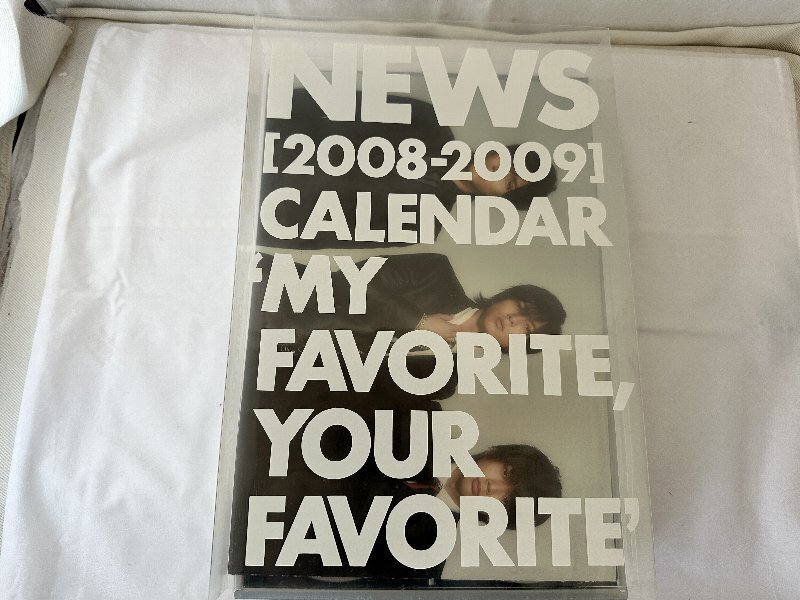 NEWS
[2008-2009]
CALENDAR
'MY
FAVORITE,
YOUR
FAVORITE'